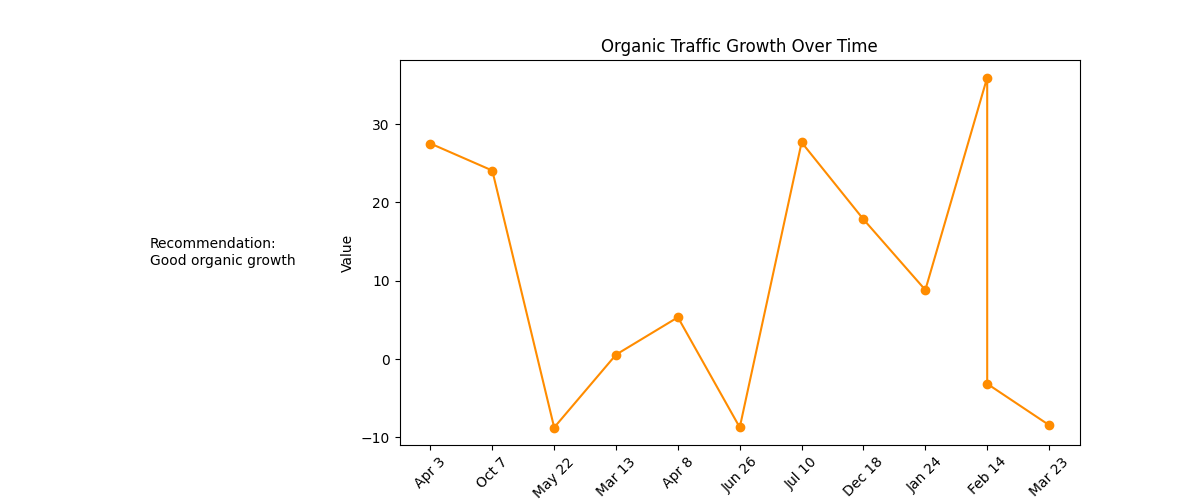 Organic Traffic Growth Over Time
Recommendation:
Good organic growth
Value
30
20
10
0
−10
Apr 3
Oct 7
May 22
Mar 13
Apr 8
Jun 26
Jul 10
Dec 18
Jan 24
Feb 14
Mar 23